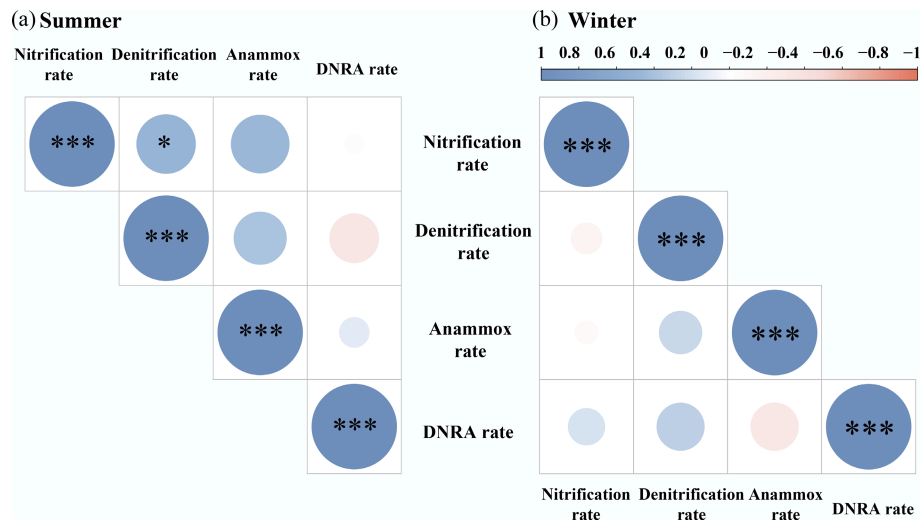 (a) Summer
Nitrification
rate
Denitrification
rate
Anammox
rate
DNRA rate
*** *
***
***
***
Nitrification
rate
Denitrification
rate
Anammox
rate
DNRA rate
(b) Winter
1 0.8 0.6 0.4 0.2 0 −0.2 −0.4 −0.6 −0.8 −1
***
***
***
***
Nitrification
rate
Denitrification
rate
Anammox
rate
DNRA rate